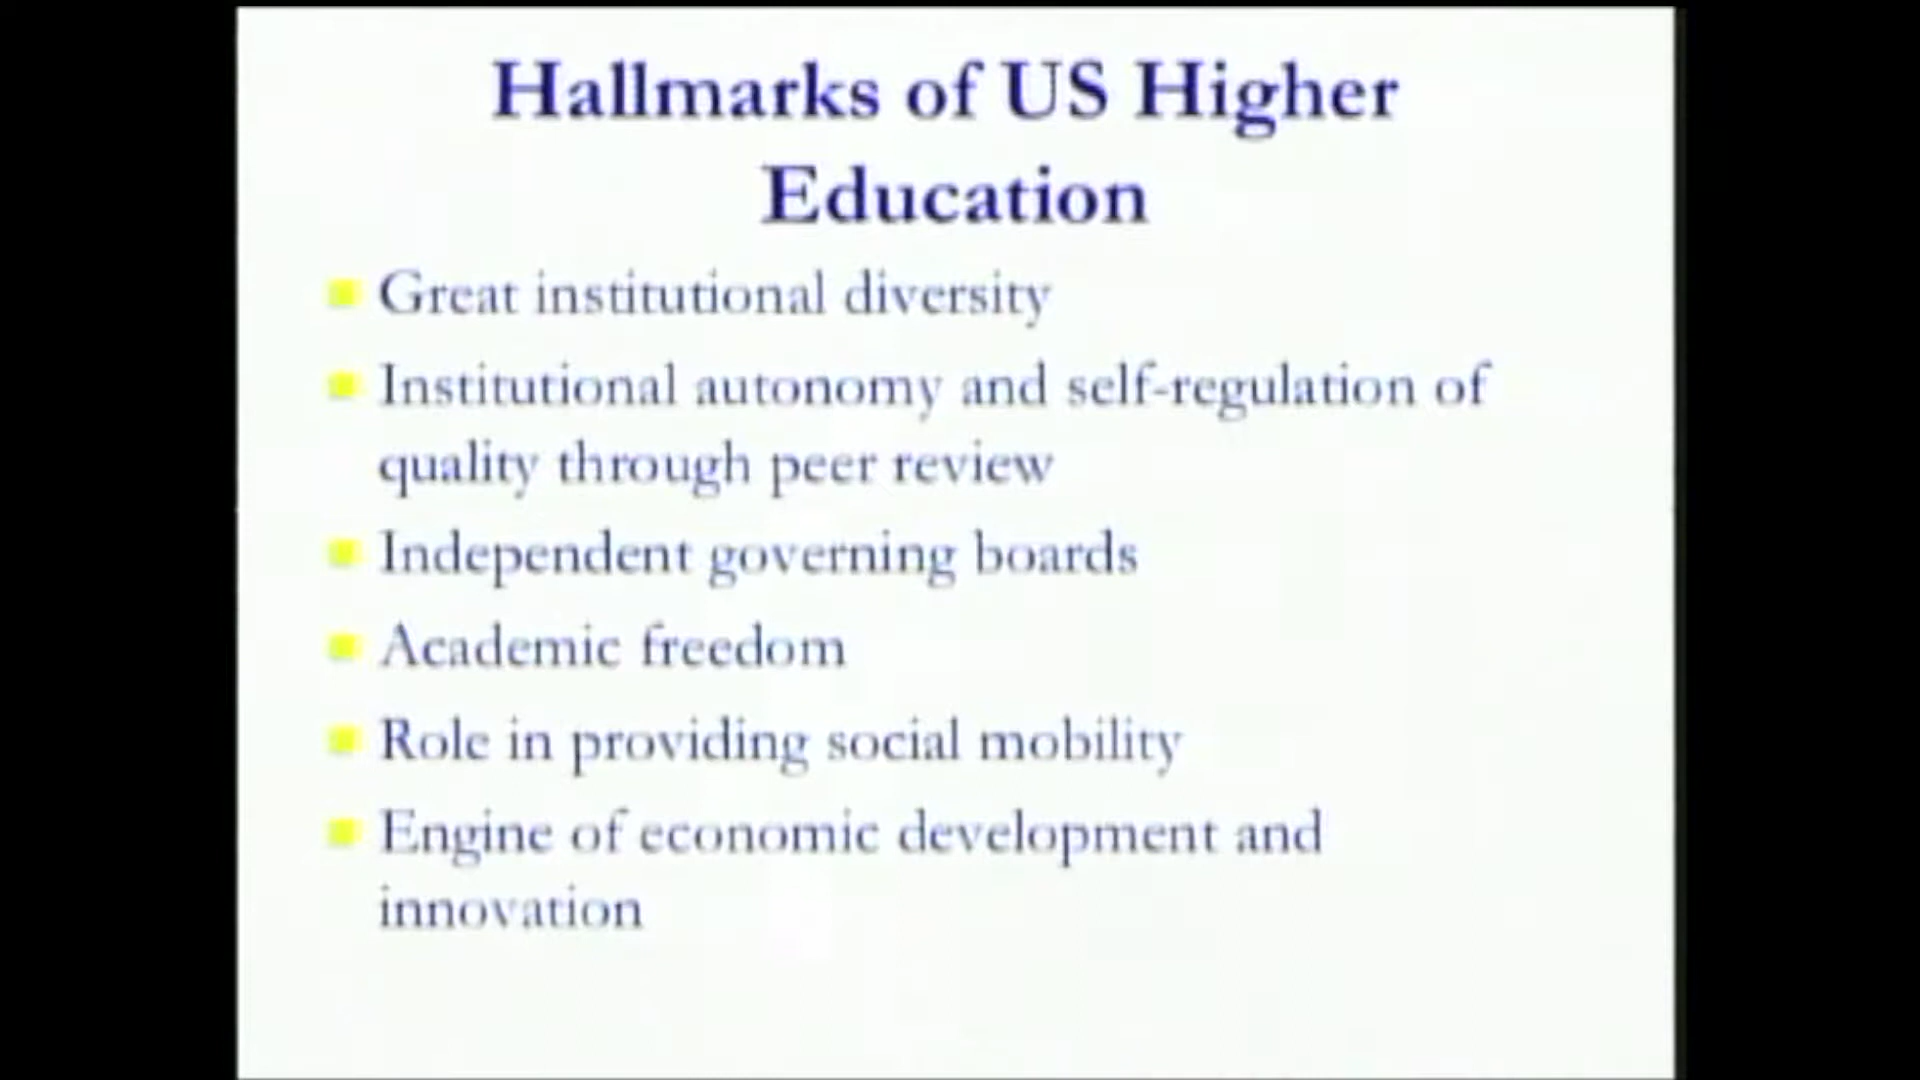 Hallmarks of US Higher
Education
Great institutional diversity
Institutional autonomy and self-regulation of
quality through peer review
Independent governing boards
Academic freedom
Role in providing social mobility
Engine of economic development and
innovation